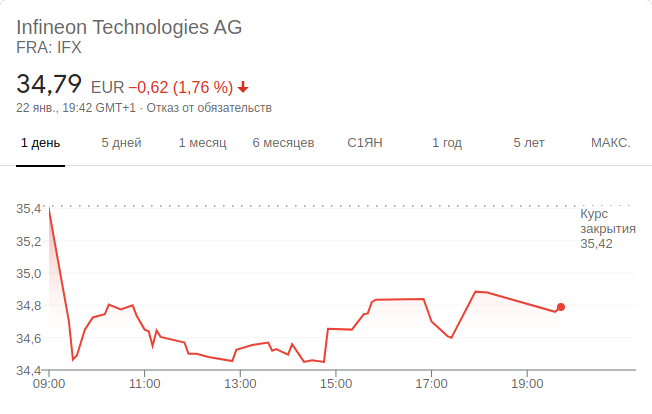 Infineon Technologies AG
FRA: IFX
34,79 EUR −0,62 (1,76 %)
22 янв., 19:42 GMT+1 · Отказ от обязательств
1 день 5 дней 1 месяц 6 месяцев С1ЯН 1 год 5 лет МАКС.
35,4
35,2
35,0
34,8
34,6
34,4
Курс
закрытия
35,42
09:00 11:00 13:00 15:00 17:00 19:00